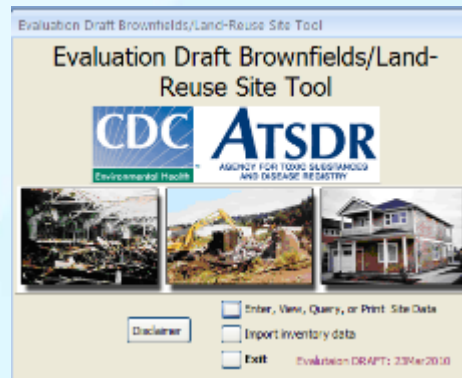 Evaluation Draft Brownfields/Land-Reuse Site Tool
Evaluation Draft Brownfields/Land-
Reuse Site Tool
CDC
Environmental Health
ATSDR
AGENCY FOR TOXIC SUBSTANCES
AND DISEASE REGISTRY
Enter, View, Query, or Print Site Data
Disclaimer
Import inventory data
Exit
Evalutaion DRAFT: 23Mar2010